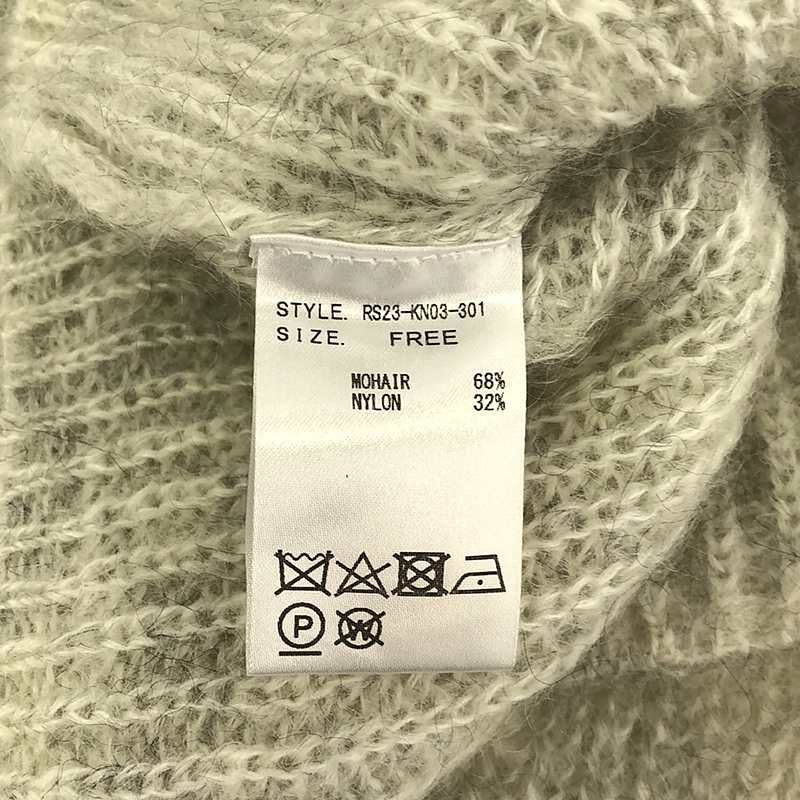 STYLE. RS23-KN03-301
SIZE. FREE
MOHAIR 68%
NYLON 32%
P W